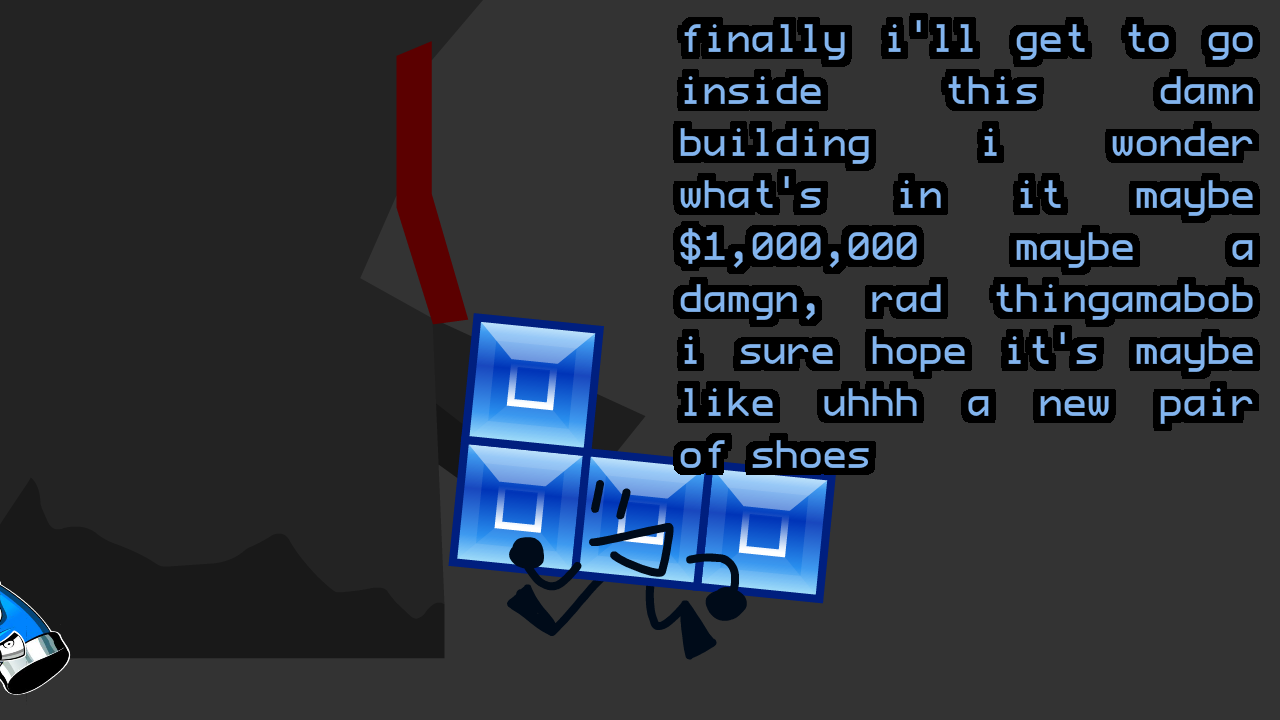 finally i'll get to go
inside this damn
building i wonder
what's in it maybe
$1,000,000 maybe a
damgn, rad thingamabob
i sure hope it's maybe
like uhhh a new pair
of shoes